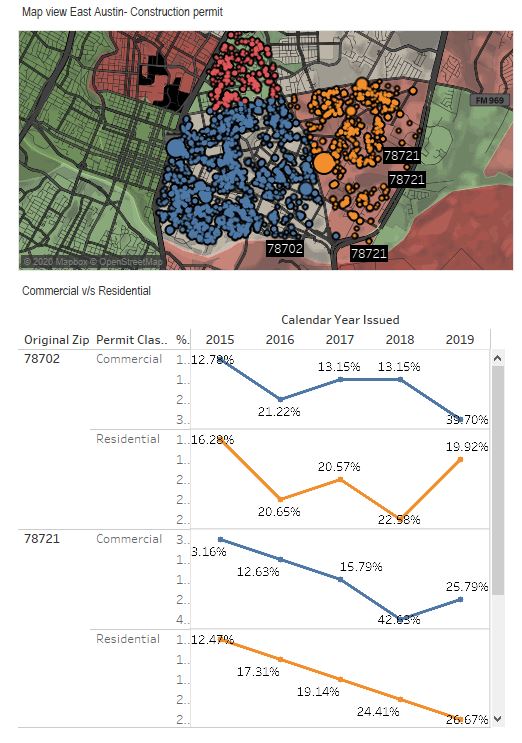 Map view East Austin- Construction permit
FM 969
78721
78721
78702
78721
© 2020 Mapbox © OpenStreetMap
Commercial v/s Residential
Calendar Year Issued
Original Zip Permit Clas.. %. 2015 2016 2017 2018 2019
78702 Commercial 1.. 12.78% 13.15% 13.15%
1..
2.. 21.22%
3.. 39.70%
Residential 1.. 16.28% 19.92%
1.. 20.57%
2..
2.. 20.65%
2.. 22.58%
78721 Commercial 3.. 3.16%
1.. 12.63% 15.79%
1.. 25.79%
2..
4.. 42.63%
Residential 1.. 12.47%
1.. 17.31%
1.. 19.14%
2.. 24.41%
2.. 26.67%